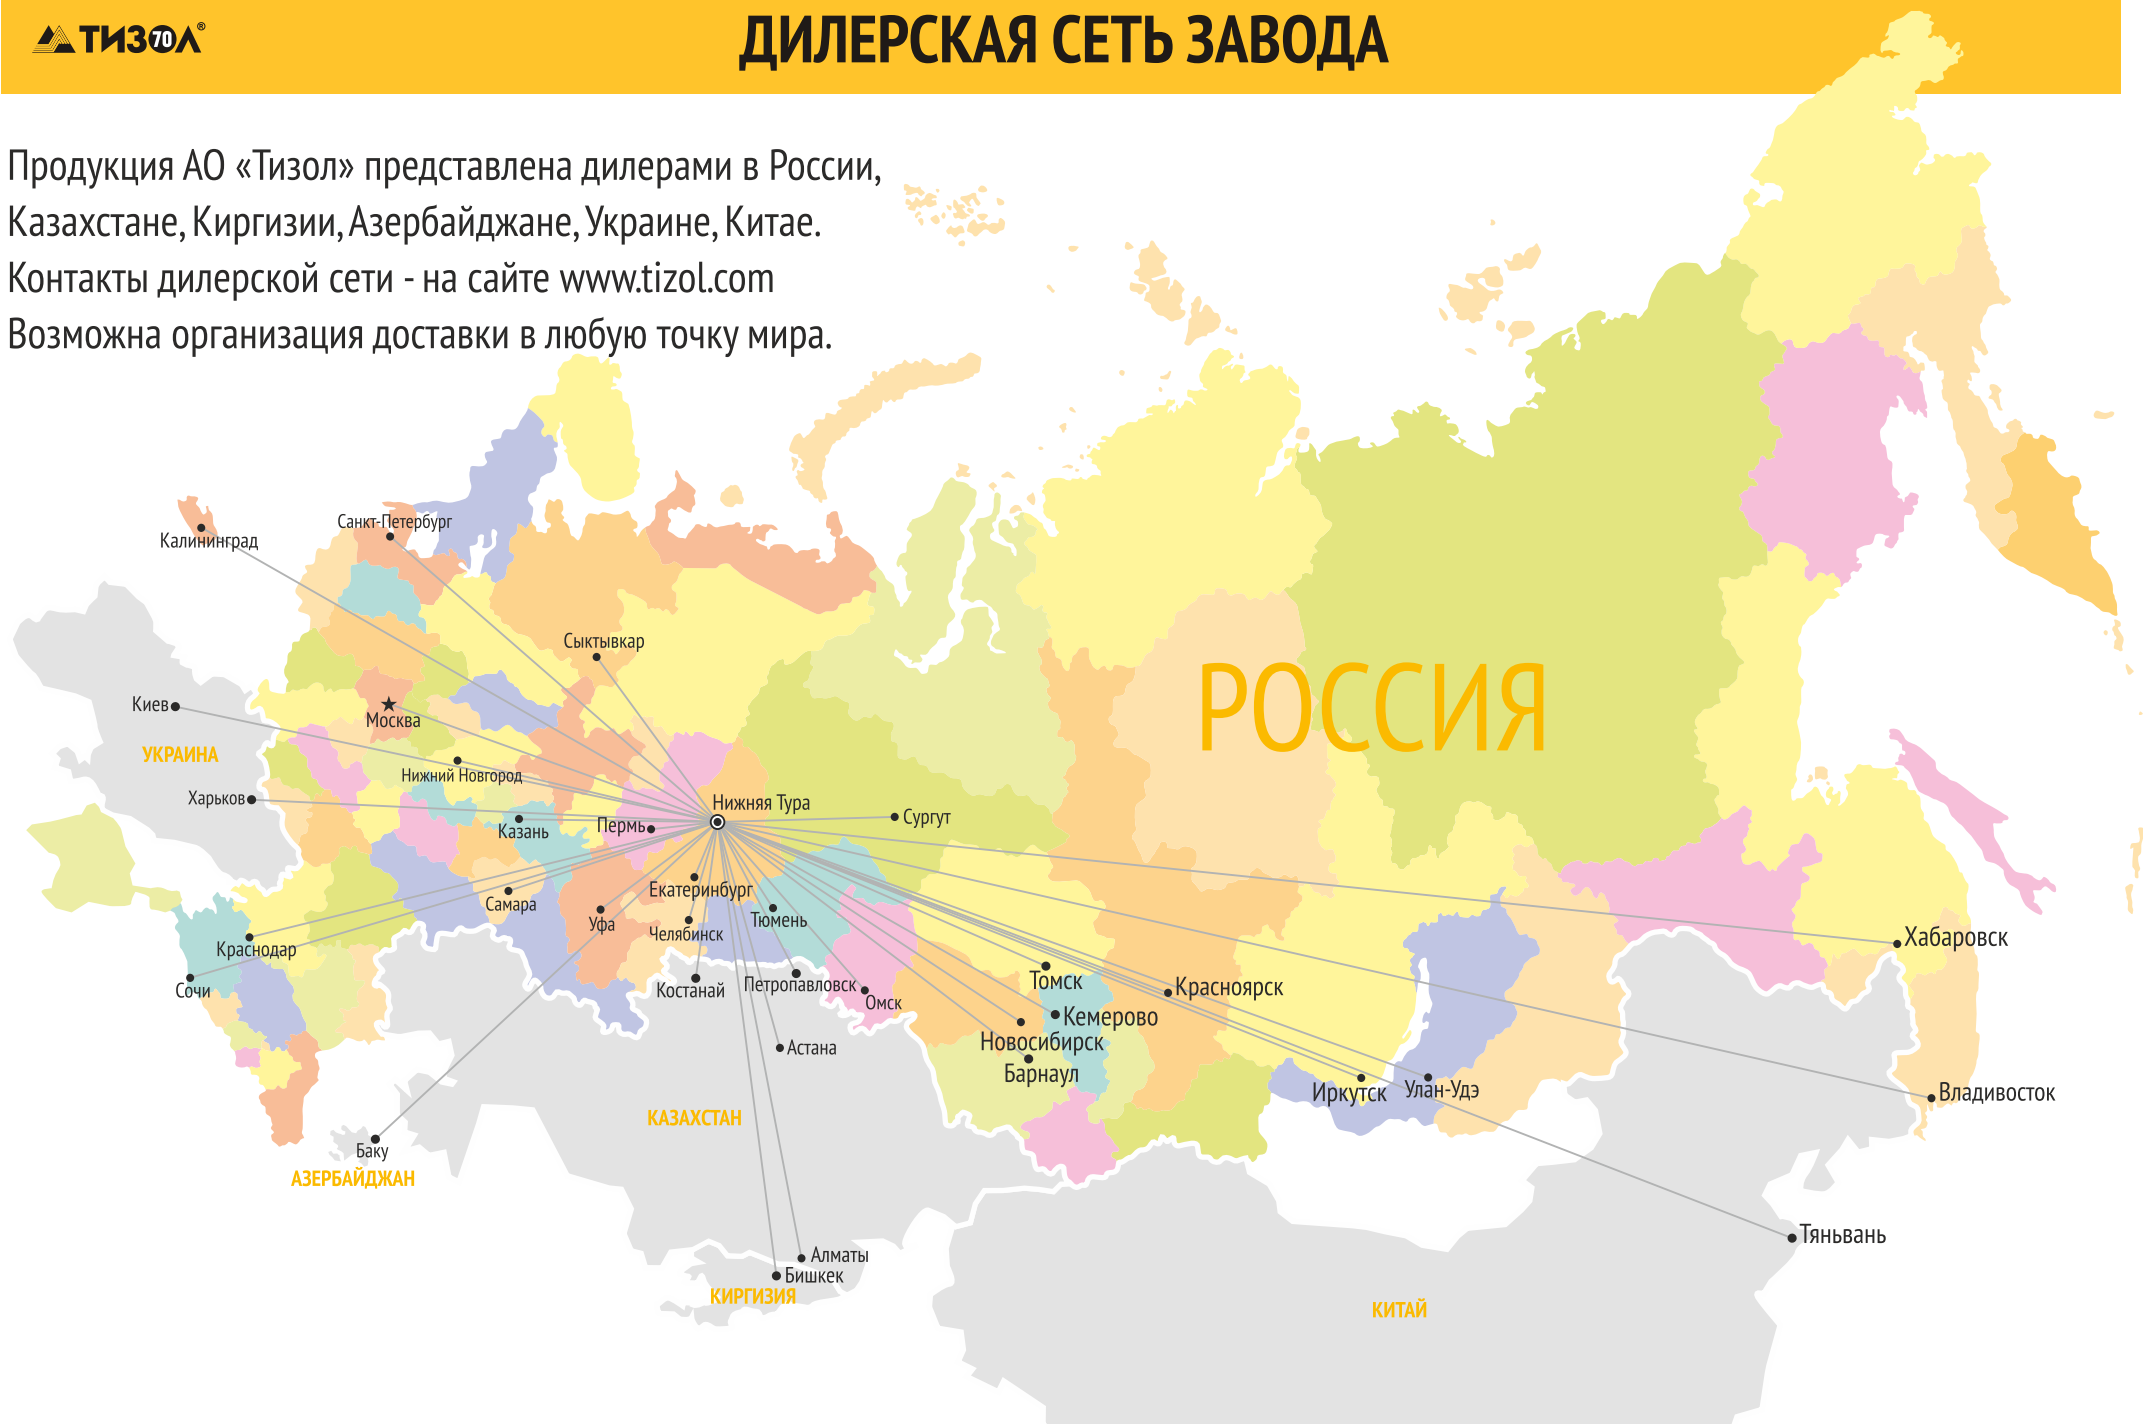 ТИЗОЛ®
70
ДИЛЕРСКАЯ СЕТЬ ЗАВОДА
Продукция АО «Тизол» представлена дилерами в России,
Казахстане, Киргизии, Азербайджане, Украине, Китае.
Контакты дилерской сети - на сайте www.tizol.com
Возможна организация доставки в любую точку мира.
Санкт-Петербург
Калининград
Сыктывкар
РОССИЯ
Киев
Москва
УКРАИНА
Нижний Новгород
Харьков
Нижняя Тура
Сургут
Казань
Пермь
Екатеринбург
Самара
Уфа
Тюмень
Челябинск
Краснодар
Хабаровск
Сочи
Костанай
Петропавловск
Омск
Томск
Красноярск
Кемерово
Новосибирск
Астана
Барнаул
Иркутск
Улан-Удэ
Владивосток
КАЗАХСТАН
Баку
АЗЕРБАЙДЖАН
Тяньвань
Алматы
Бишкек
КИРГИЗИЯ
КИТАЙ